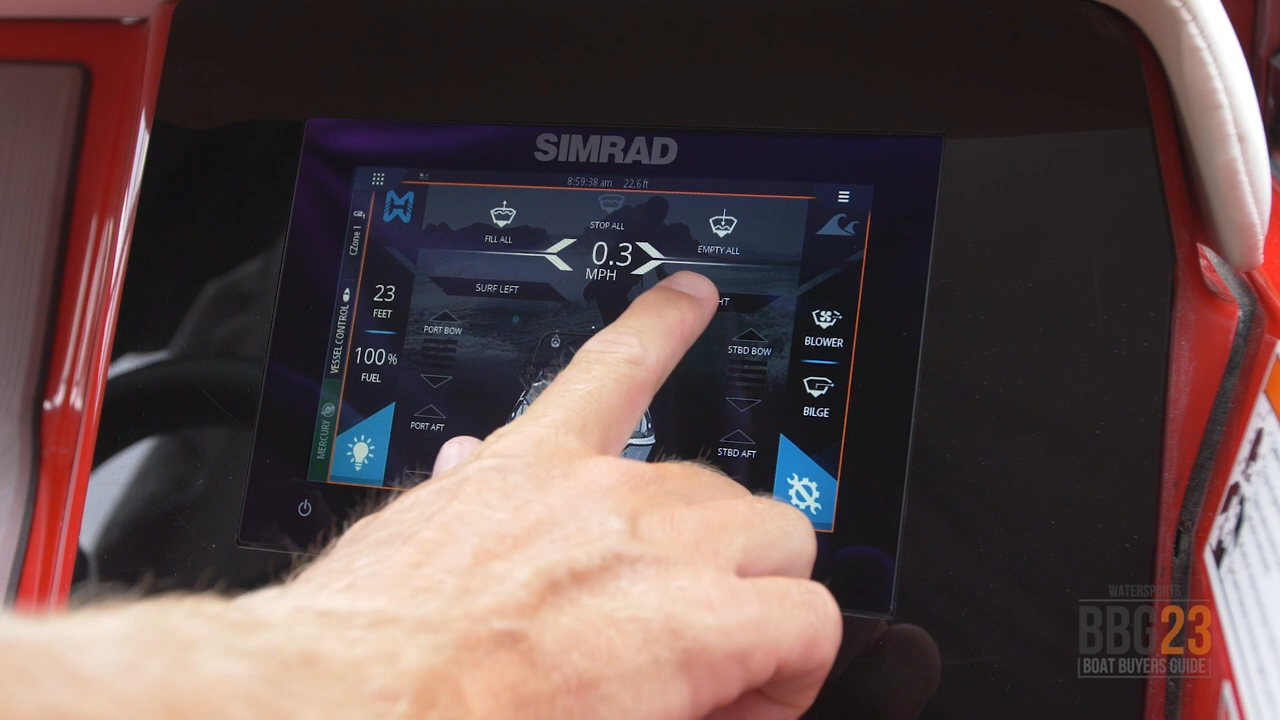 SIMRAD
8:59:38 am 22.6 ft
CZone 1
FILL ALL
STOP ALL
EMPTY ALL
0.3
MPH
SURF LEFT
HT
23
FEET
100%
FUEL
VESSEL CONTROL
MERCURY
PORT BOW
PORT AFT
STBD BOW
STBD AFT
BLOWER
BILGE
WATERSPORTS
BBG23
BOAT BUYERS GUIDE